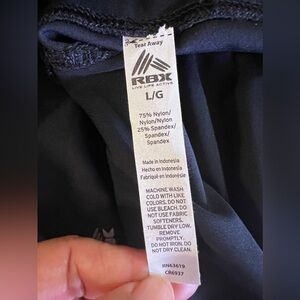 Tear Away
RBX
LIVE LIFE ACTIVE
L/G
75% Nylon/
Nylon/Nylon
25% Spandex/
Spandex/
Spandex
Made in Indonesia
Hecho en Indonesia
Fabriqué en Indonésie
MACHINE WASH
COLD WITH LIKE
COLORS. DO NOT
USE BLEACH. DO
NOT USE FABRIC
SOFTENERS.
TUMBLE DRY LOW.
REMOVE
PROMPTLY.
DO NOT IRON. DO
NOT DRY CLEAN.
RN63619
CR6937